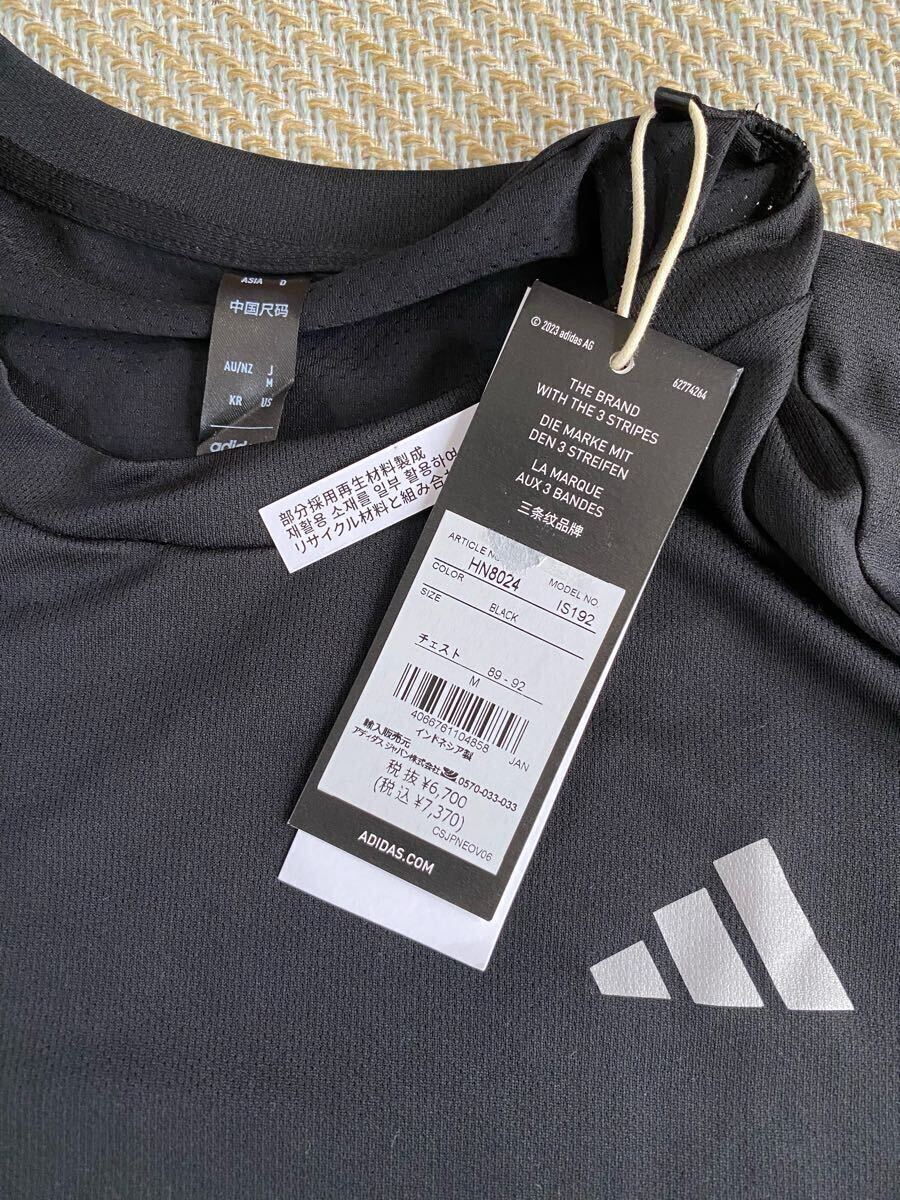 ASIA D
中国尺码
AU/NZ J
M
KR US
部分採用再生材料製成
재활용 소재를 일부 활용하여
リサイクル材料と組み合
© 2023 adidas AG
62774264
THE BRAND
WITH THE 3 STRIPES
DIE MARKE MIT
DEN 3 STREIFEN
LA MARQUE
AUX 3 BANDES
三条纹品牌
ARTICLE
HN8024
MODEL NO.
IS192
COLOR
BLACK
SIZE
チェスト 89-92
M
4066761104858
JAN
インドネシア製
輸入販売元
アディダス ジャパン株式会社 0570-033-033
税抜 ¥6,700
(税込 ¥7,370)
CSJPNEOV06
ADIDAS.COM